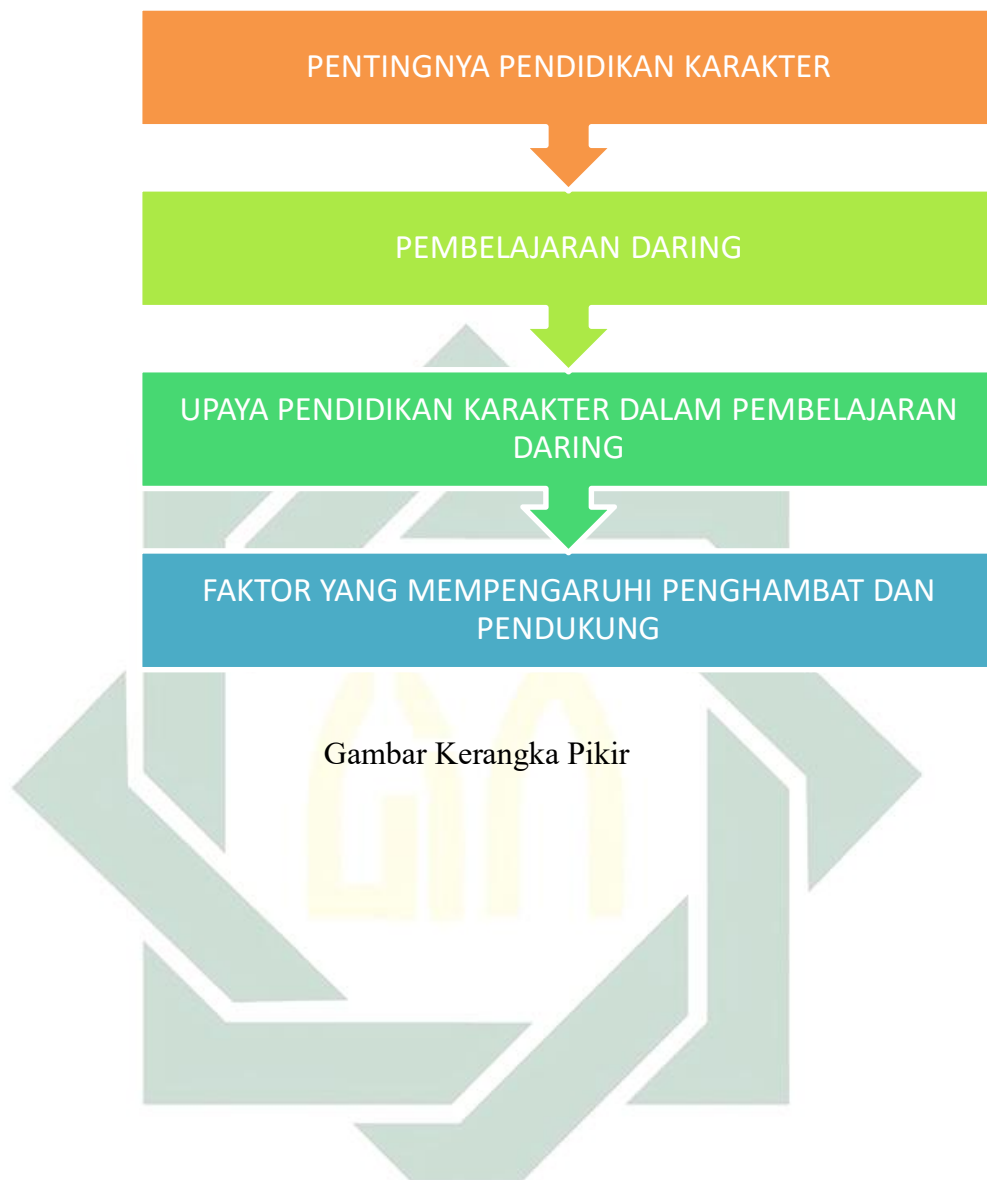 PENTINGNYA PENDIDIKAN KARAKTER
PEMBELAJARAN DARING
UPAYA PENDIDIKAN KARAKTER DALAM PEMBELAJARAN
DARING
FAKTOR YANG MEMPENGARUHI PENGHAMBAT DAN
PENDUKUNG
Gambar Kerangka Pikir